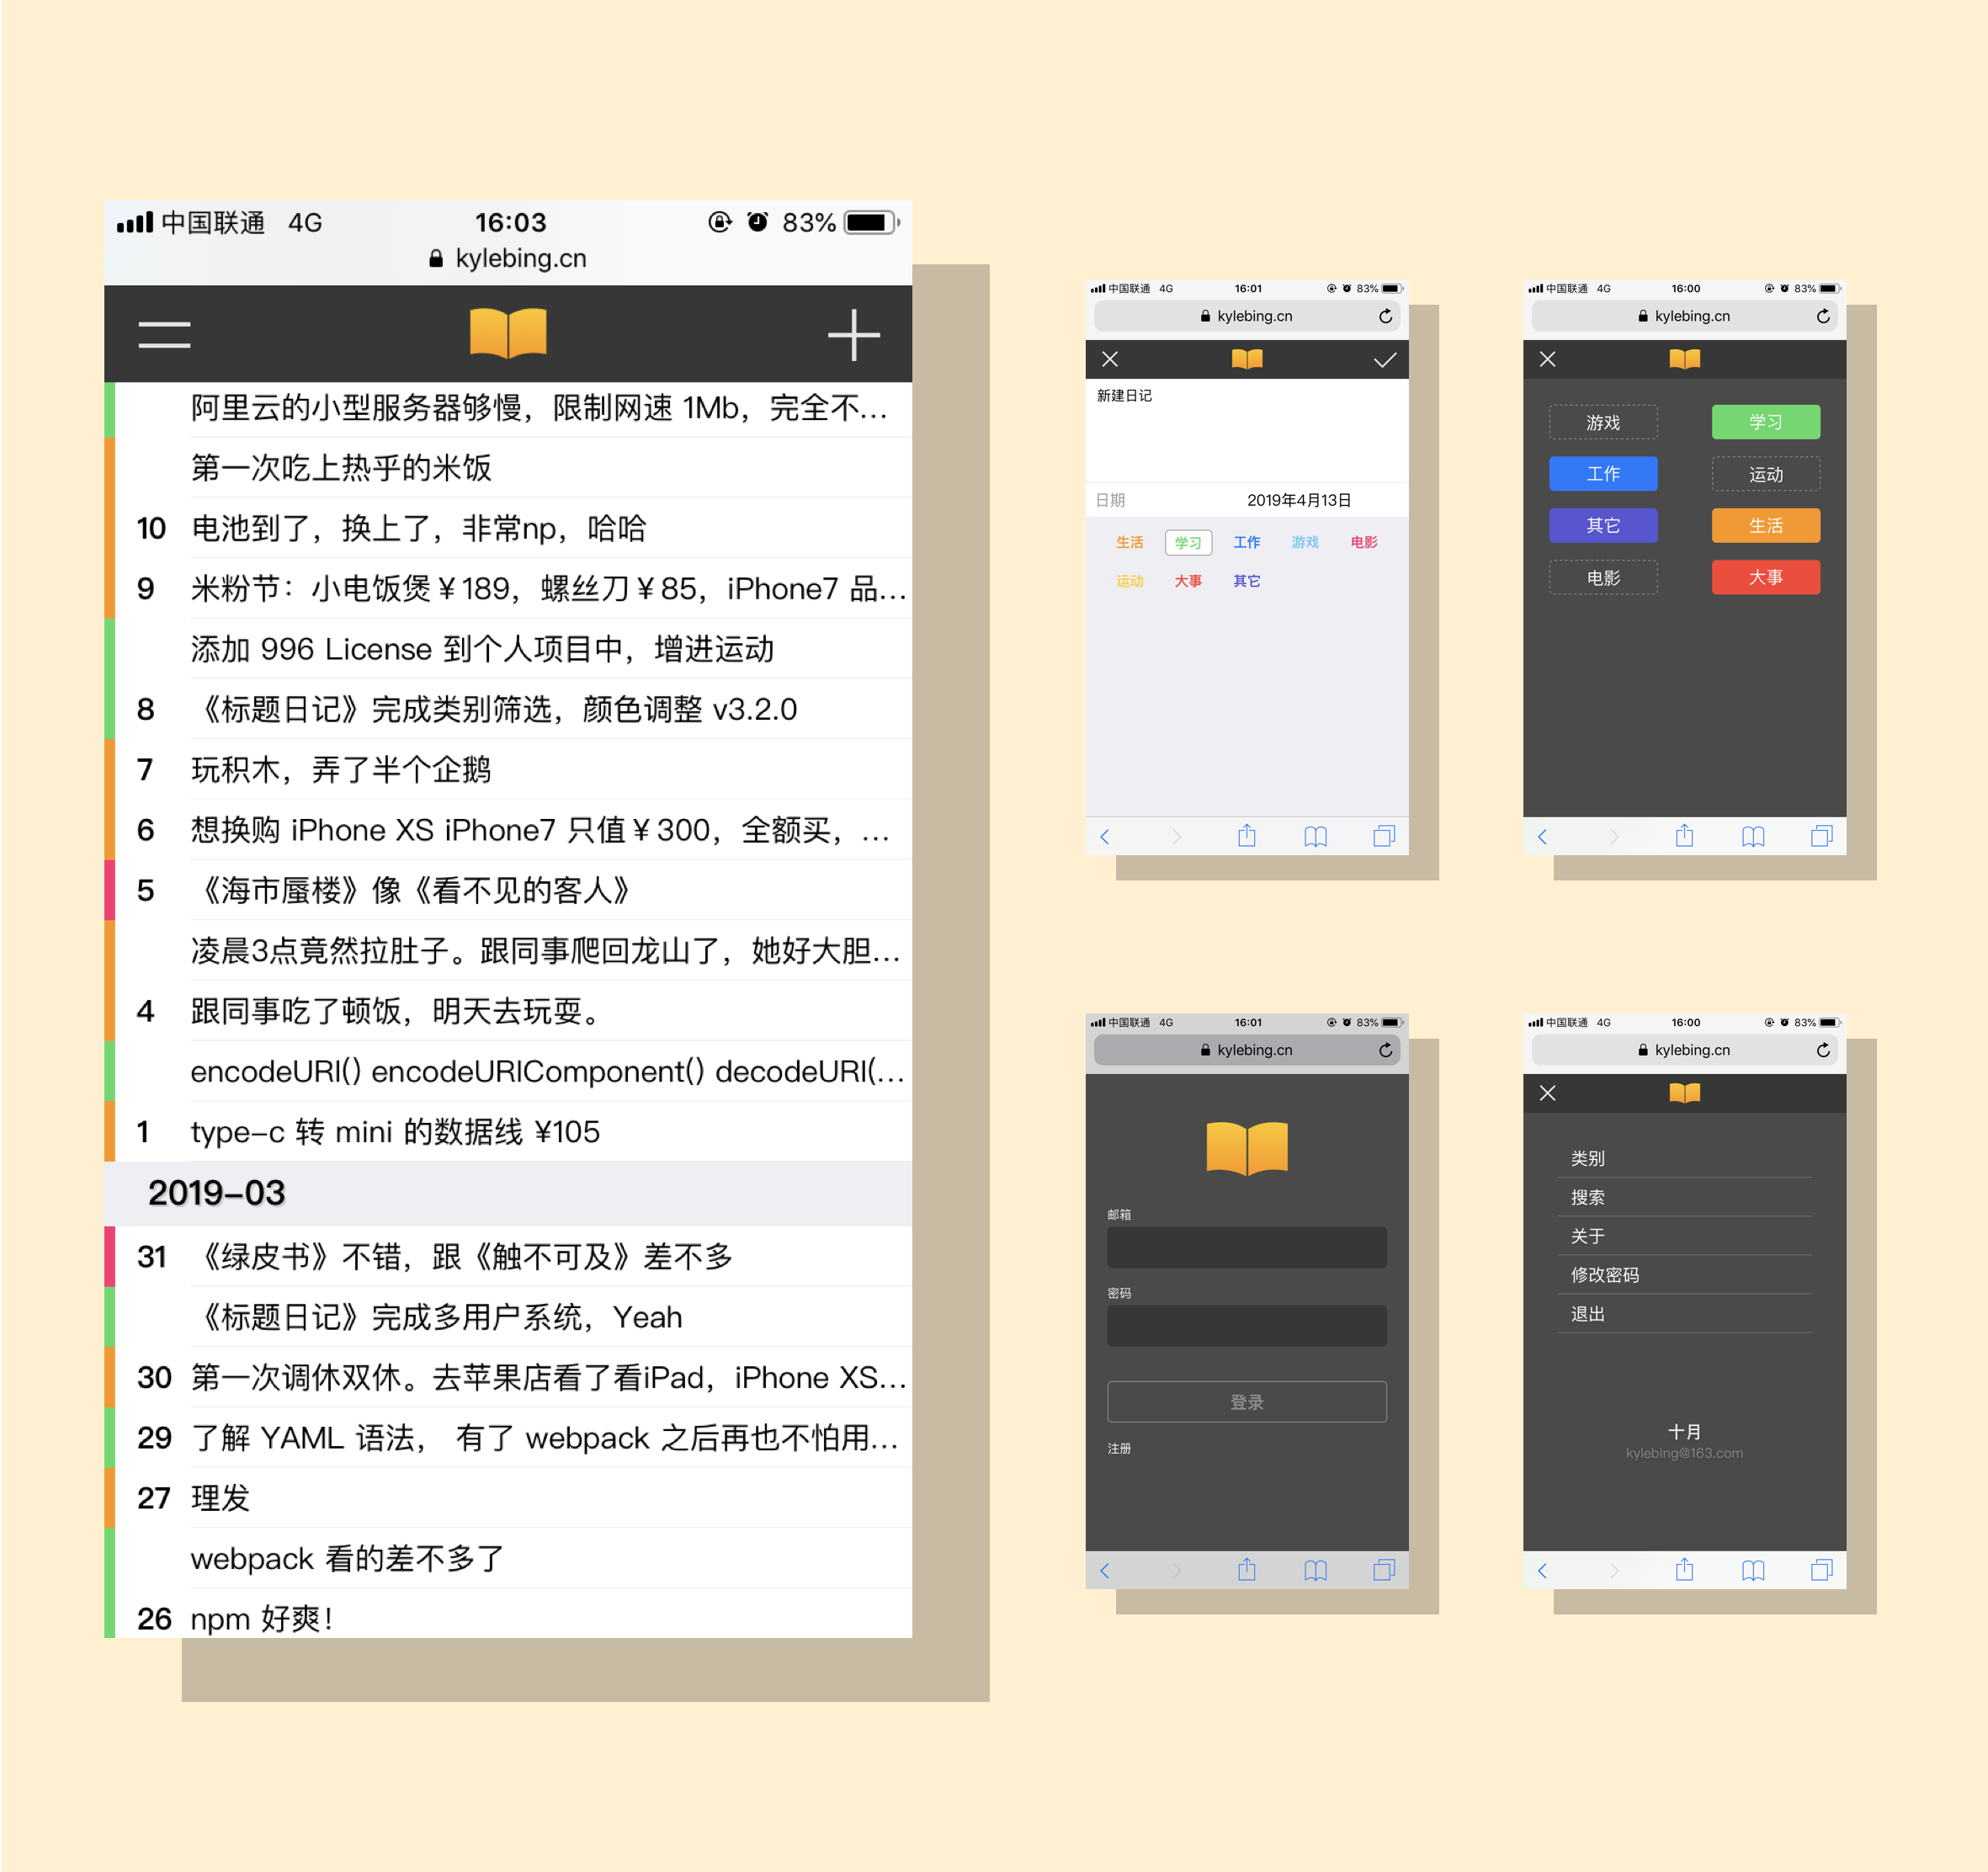 中国联通 4G 16:03 83%
kylebing.cn
阿里云的小型服务器够慢，限制网速 1Mb，完全不...
第一次吃上热乎的米饭
10 电池到了，换上了，非常np，哈哈
9 米粉节：小电饭煲￥189，螺丝刀￥85，iPhone7 品...
添加 996 License 到个人项目中，增进运动
8 《标题日记》完成类别筛选，颜色调整 v3.2.0
7 玩积木，弄了半个企鹅
6 想换购 iPhone XS iPhone7 只值￥300，全额买，...
5 《海市蜃楼》像《看不见的客人》
凌晨3点竟然拉肚子。跟同事爬回龙山了，她好大胆...
4 跟同事吃了顿饭，明天去玩耍。
encodeURI() encodeURIComponent() decodeURI(...
1 type-c 转 mini 的数据线 ¥105
2019-03
31 《绿皮书》不错，跟《触不可及》差不多
《标题日记》完成多用户系统，Yeah
30 第一次调休双休。去苹果店看了看iPad，iPhone XS...
29 了解 YAML 语法， 有了 webpack 之后再也不怕用...
27 理发
webpack 看的差不多了
26 npm 好爽！
中国联通 4G 16:01 83%
kylebing.cn
新建日记
日期 2019年4月13日
生活 学习 工作 游戏 电影
运动 大事 其它
中国联通 4G 16:00 83%
kylebing.cn
游戏 学习
工作 运动
其它 生活
电影 大事
中国联通 4G 16:01 83%
kylebing.cn
邮箱
密码
登录
注册
中国联通 4G 16:00 83%
kylebing.cn
类别
搜索
关于
修改密码
退出
十月
kylebing@163.com